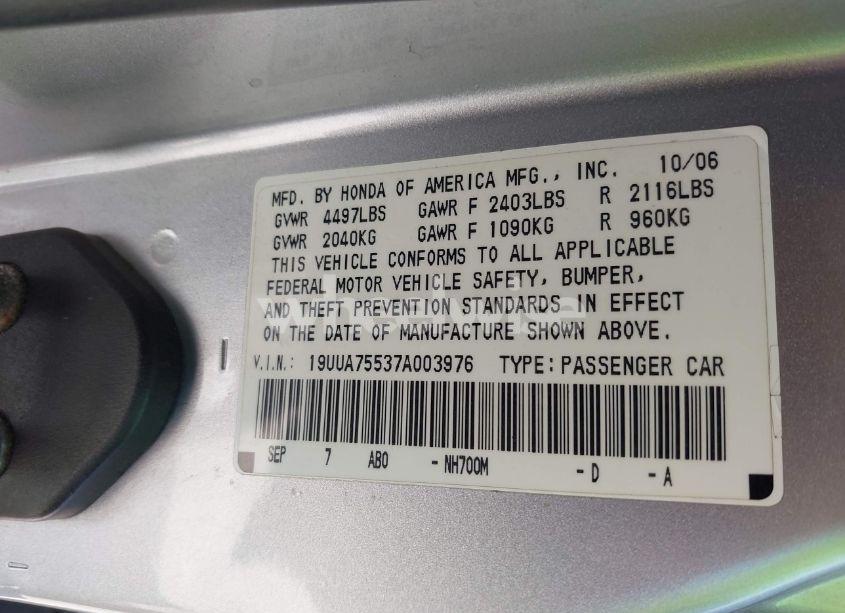 MFD. BY HONDA OF AMERICA MFG., INC. 10/06
GVWR 4497LBS GAWR F 2403LBS R 2116LBS
GVWR 2040KG GAWR F 1090KG R 960KG
THIS VEHICLE CONFORMS TO ALL APPLICABLE
FEDERAL MOTOR VEHICLE SAFETY, BUMPER,
AND THEFT PREVENTION STANDARDS IN EFFECT
ON THE DATE OF MANUFACTURE SHOWN ABOVE.
V.I.N.: 19UUA75537A003976 TYPE: PASSENGER CAR
SEP 7 AB0 - NH700M - D - A